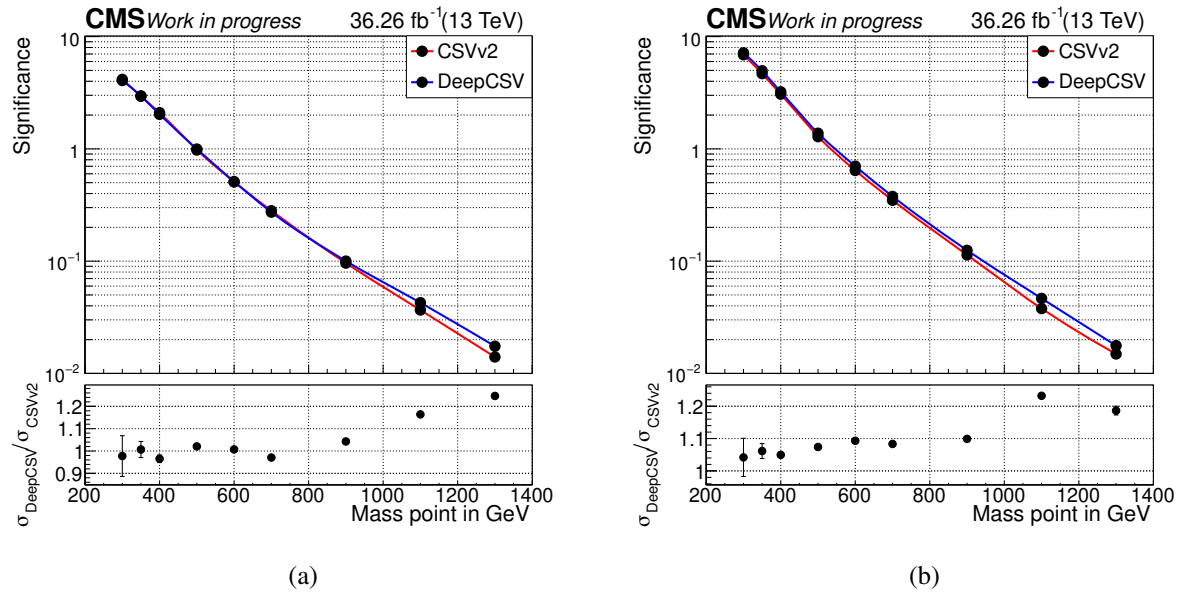 CMS Work in progress 36.26 fb⁻¹(13 TeV)
Significance
10
1
10⁻¹
10⁻²
CSVv2
DeepCSV
σDeepCSV/σCSVv2
1.2
1.1
1
0.9
200 400 600 800 1000 1200 1400
Mass point in GeV
(a)
CMS Work in progress 36.26 fb⁻¹(13 TeV)
Significance
10
1
10⁻¹
10⁻²
CSVv2
DeepCSV
σDeepCSV/σCSVv2
1.2
1.1
1
200 400 600 800 1000 1200 1400
Mass point in GeV
(b)